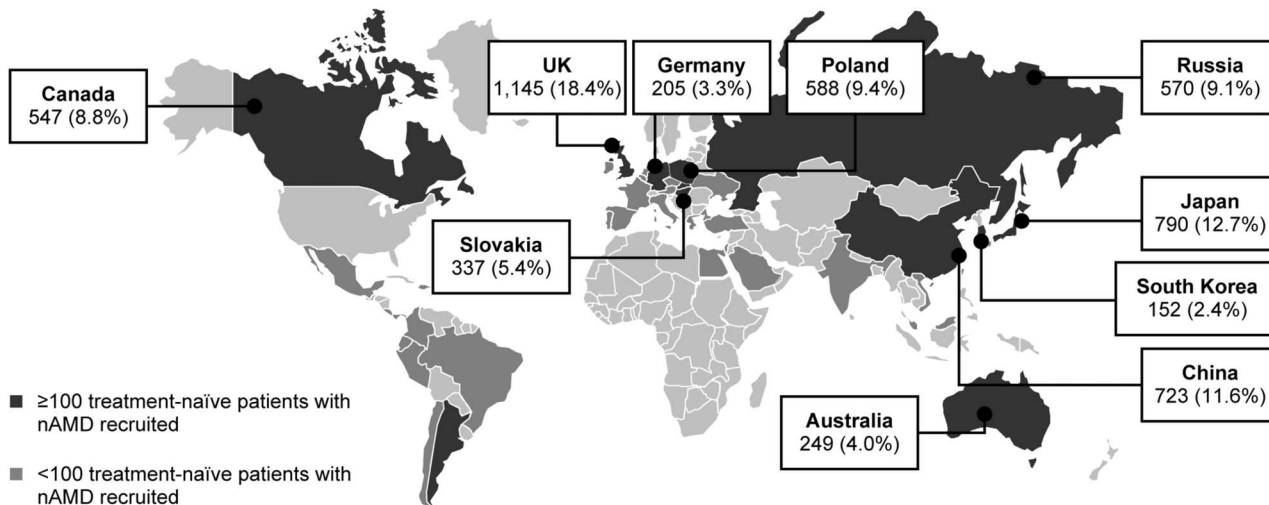 UK
1,145 (18.4%)
Germany
205 (3.3%)
Poland
588 (9.4%)
Russia
570 (9.1%)
Canada
547 (8.8%)
Japan
790 (12.7%)
Slovakia
337 (5.4%)
South Korea
152 (2.4%)
China
723 (11.6%)
Australia
249 (4.0%)
≥100 treatment-naïve patients with
nAMD recruited
<100 treatment-naïve patients with
nAMD recruited